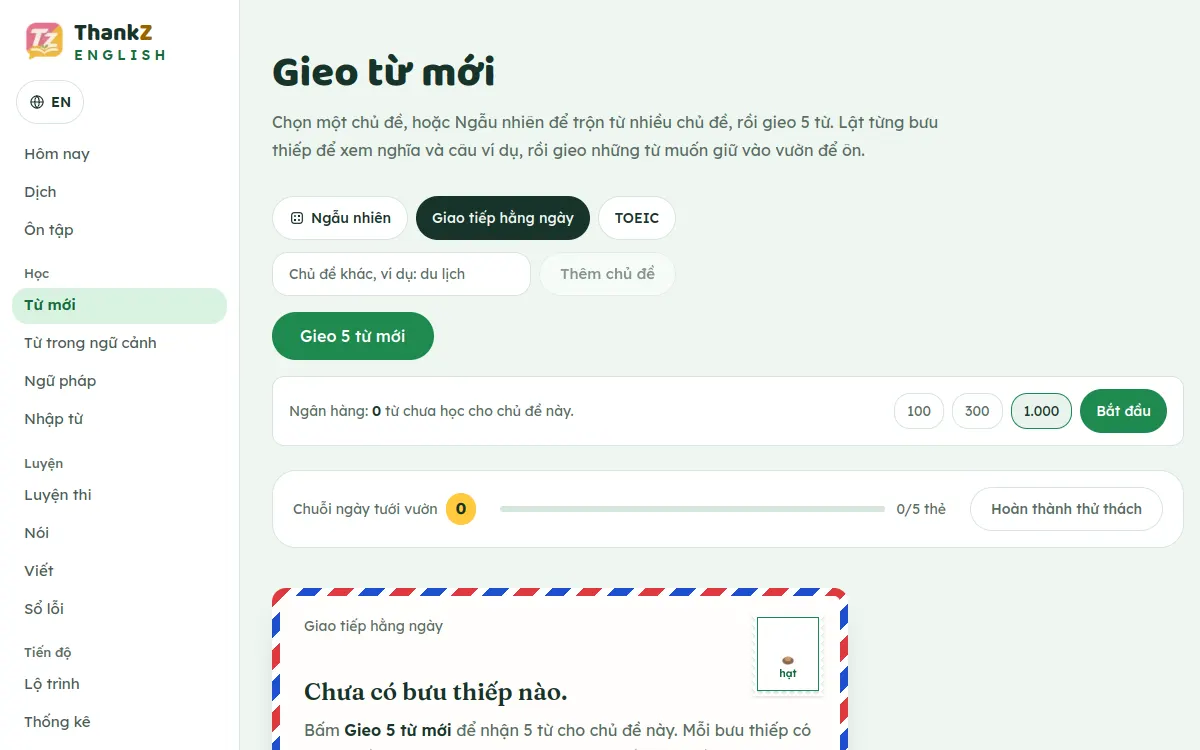 ThankZ
ENGLISH
EN
Hôm nay
Dịch
Ôn tập
Học
Từ mới
Từ trong ngữ cảnh
Ngữ pháp
Nhập từ
Luyện
Luyện thi
Nói
Viết
Sổ lỗi
Tiến độ
Lộ trình
Thống kê
Gieo từ mới
Chọn một chủ đề, hoặc Ngẫu nhiên để trộn từ nhiều chủ đề, rồi gieo 5 từ. Lật từng bưu
thiếp để xem nghĩa và câu ví dụ, rồi gieo những từ muốn giữ vào vườn để ôn.
Ngẫu nhiên
Giao tiếp hằng ngày
TOEIC
Chủ đề khác, ví dụ: du lịch
Thêm chủ đề
Gieo 5 từ mới
Ngân hàng: 0 từ chưa học cho chủ đề này.
100
300
1.000
Bắt đầu
Chuỗi ngày tưới vườn 0
0/5 thẻ
Hoàn thành thử thách
Giao tiếp hằng ngày
hạt
Chưa có bưu thiếp nào.
Bấm Gieo 5 từ mới để nhận 5 từ cho chủ đề này. Mỗi bưu thiếp có